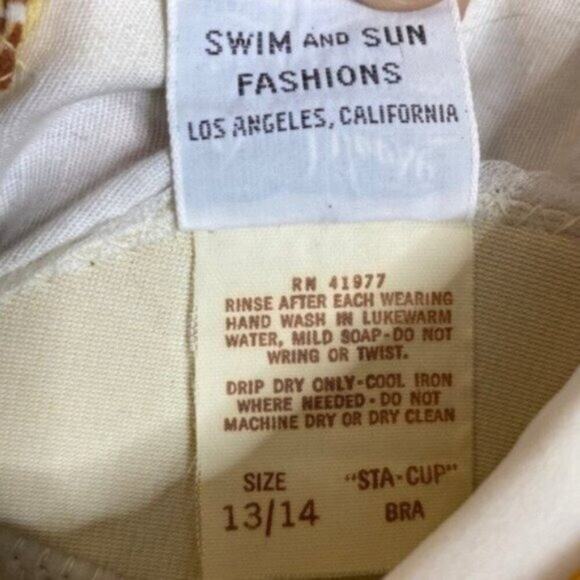 SWIM AND SUN
FASHIONS
LOS ANGELES, CALIFORNIA
RN 41977
RINSE AFTER EACH WEARING
HAND WASH IN LUKEWARM
WATER, MILD SOAP-DO NOT
WRING OR TWIST.
DRIP DRY ONLY-COOL IRON
WHERE NEEDED-DO NOT
MACHINE DRY OR DRY CLEAN
SIZE "STA-CUP"
13/14 BRA